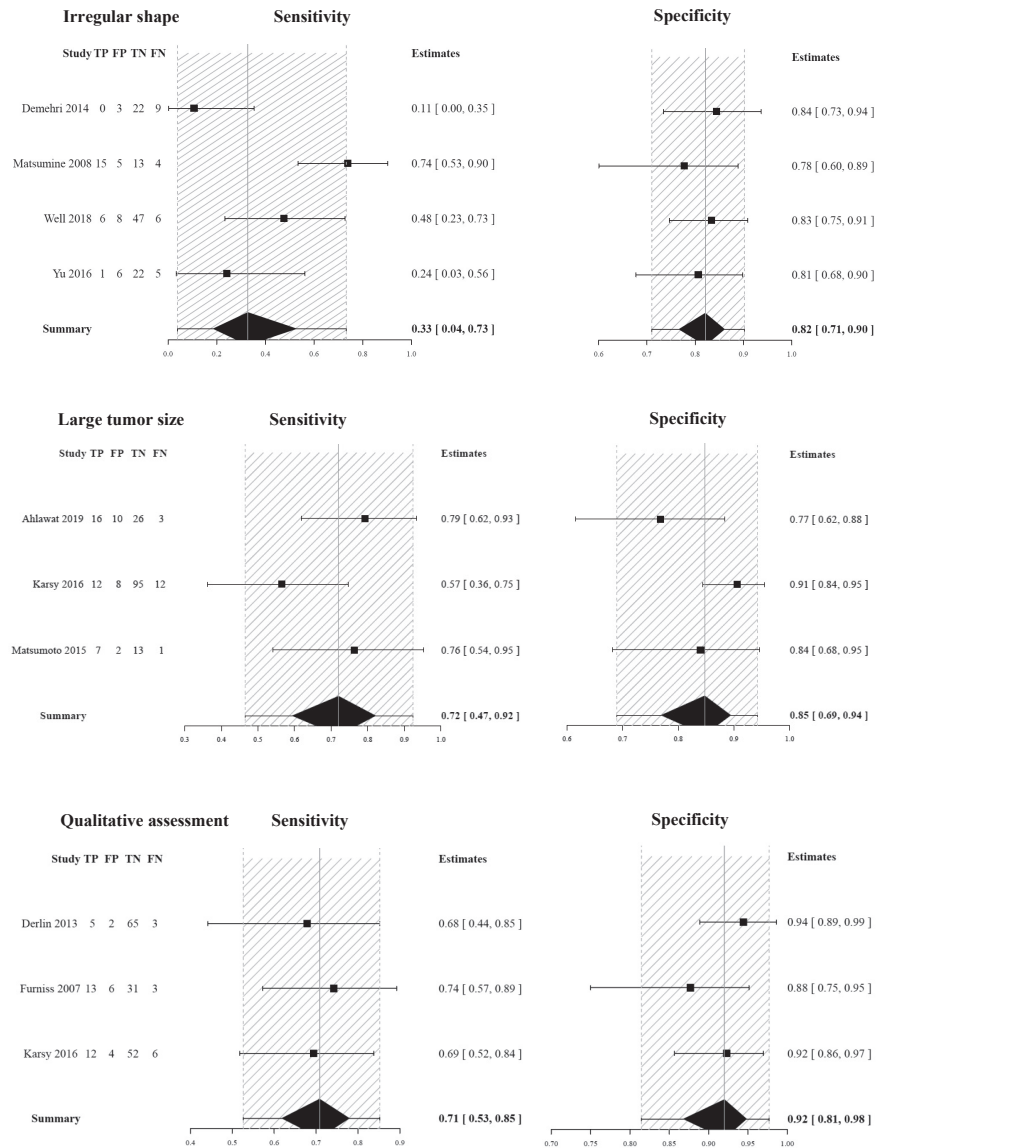 Irregular shape Sensitivity Specificity
Study TP FP TN FN Estimates Estimates
Demehri 2014 0 3 22 9 0.11 [ 0.00, 0.35 ] 0.84 [ 0.73, 0.94 ]
Matsumine 2008 15 5 13 4 0.74 [ 0.53, 0.90 ] 0.78 [ 0.60, 0.89 ]
Well 2018 6 8 47 6 0.48 [ 0.23, 0.73 ] 0.83 [ 0.75, 0.91 ]
Yu 2016 1 6 22 5 0.24 [ 0.03, 0.56 ] 0.81 [ 0.68, 0.90 ]
Summary 0.33 [ 0.04, 0.73 ] 0.82 [ 0.71, 0.90 ]
0.0 0.2 0.4 0.6 0.8 1.0 0.6 0.7 0.8 0.9 1.0
Large tumor size Sensitivity Specificity
Study TP FP TN FN Estimates Estimates
Ahlawat 2019 16 10 26 3 0.79 [ 0.62, 0.93 ] 0.77 [ 0.62, 0.88 ]
Karsy 2016 12 8 95 12 0.57 [ 0.36, 0.75 ] 0.91 [ 0.84, 0.95 ]
Matsumoto 2015 7 2 13 1 0.76 [ 0.54, 0.95 ] 0.84 [ 0.68, 0.95 ]
Summary 0.72 [ 0.47, 0.92 ] 0.85 [ 0.69, 0.94 ]
0.3 0.4 0.5 0.6 0.7 0.8 0.9 1.0 0.6 0.7 0.8 0.9 1.0
Qualitative assessment Sensitivity Specificity
Study TP FP TN FN Estimates Estimates
Derlin 2013 5 2 65 3 0.68 [ 0.44, 0.85 ] 0.94 [ 0.89, 0.99 ]
Furniss 2007 13 6 31 3 0.74 [ 0.57, 0.89 ] 0.88 [ 0.75, 0.95 ]
Karsy 2016 12 4 52 6 0.69 [ 0.52, 0.84 ] 0.92 [ 0.86, 0.97 ]
Summary 0.71 [ 0.53, 0.85 ] 0.92 [ 0.81, 0.98 ]
0.4 0.5 0.6 0.7 0.8 0.9 0.70 0.75 0.80 0.85 0.90 0.95 1.00